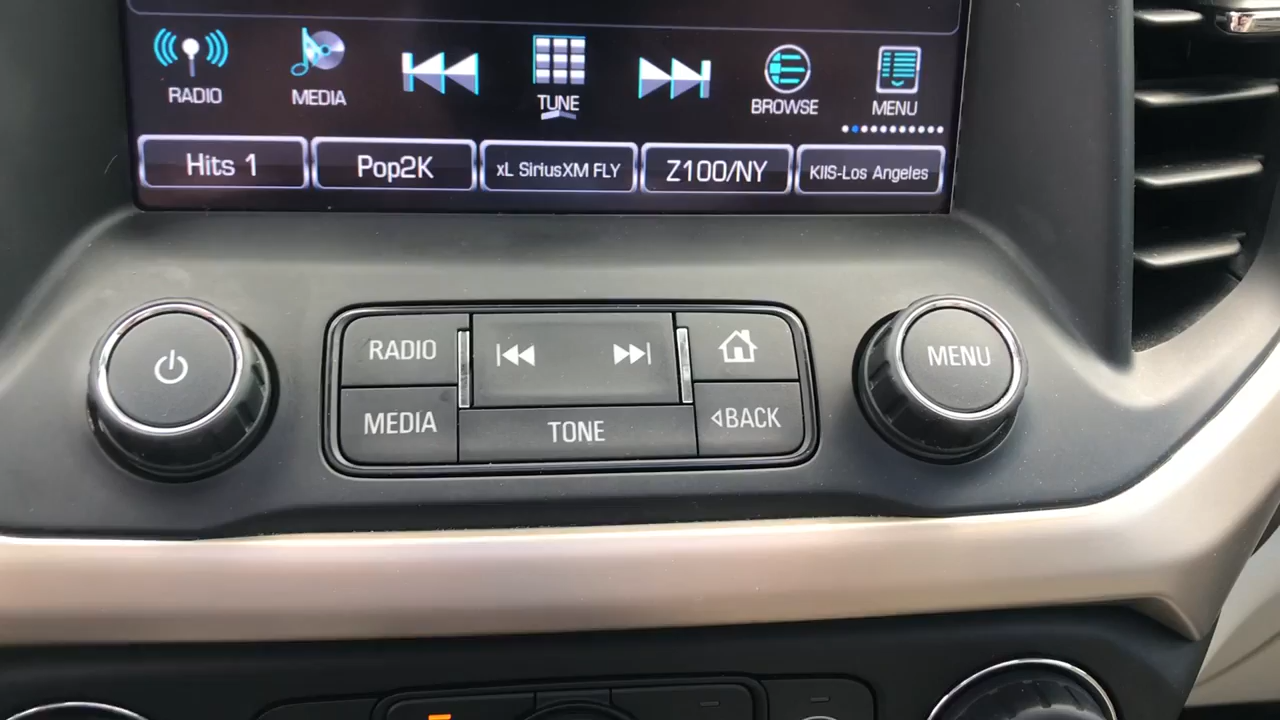 RADIO MEDIA TUNE BROWSE MENU
Hits 1 Pop2K xL SiriusXM FLY Z100/NY KIIS-Los Angeles
RADIO MENU
MEDIA TONE BACK